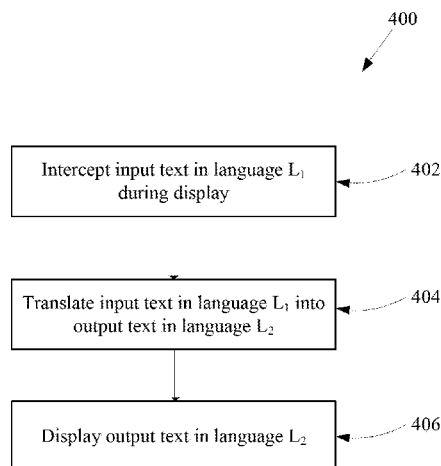 400
Intercept input text in language L₁
during display
402
Translate input text in language L₁ into
output text in language L₂
404
Display output text in language L₂
406